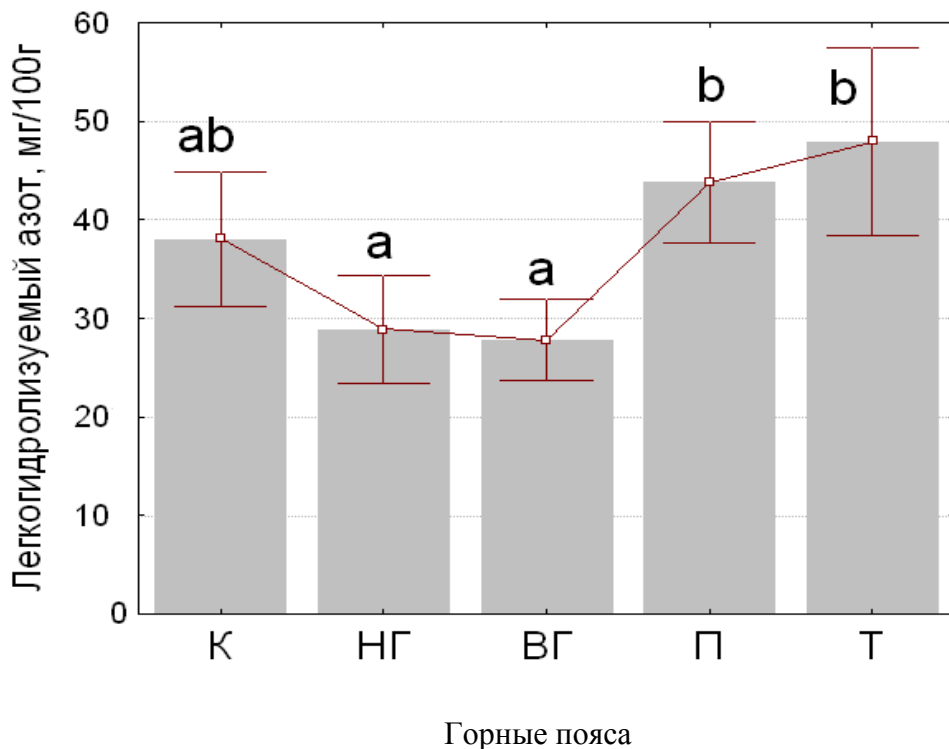 Легкогидролизуемый азот, мг/100г
60
50
40
30
20
10
0
ab
a
a
b
b
К НГ ВГ П Т
Горные пояса